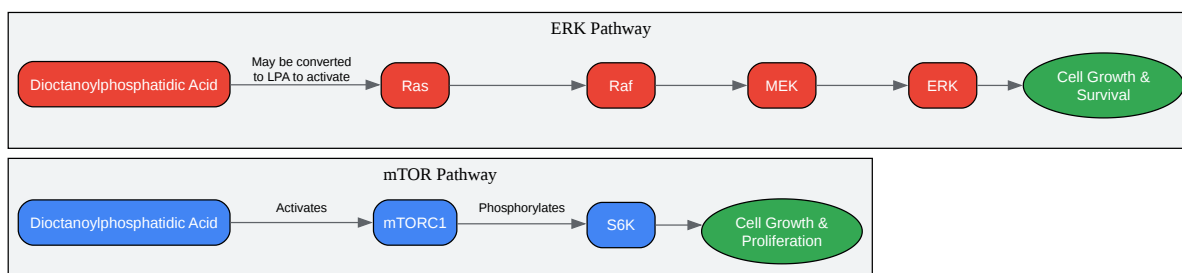 ERK Pathway
Dioctanoylphosphatidic Acid
May be converted
to LPA to activate
Ras
Raf
MEK
ERK
Cell Growth &
Survival
mTOR Pathway
Dioctanoylphosphatidic Acid
Activates
mTORC1
Phosphorylates
S6K
Cell Growth &
Proliferation